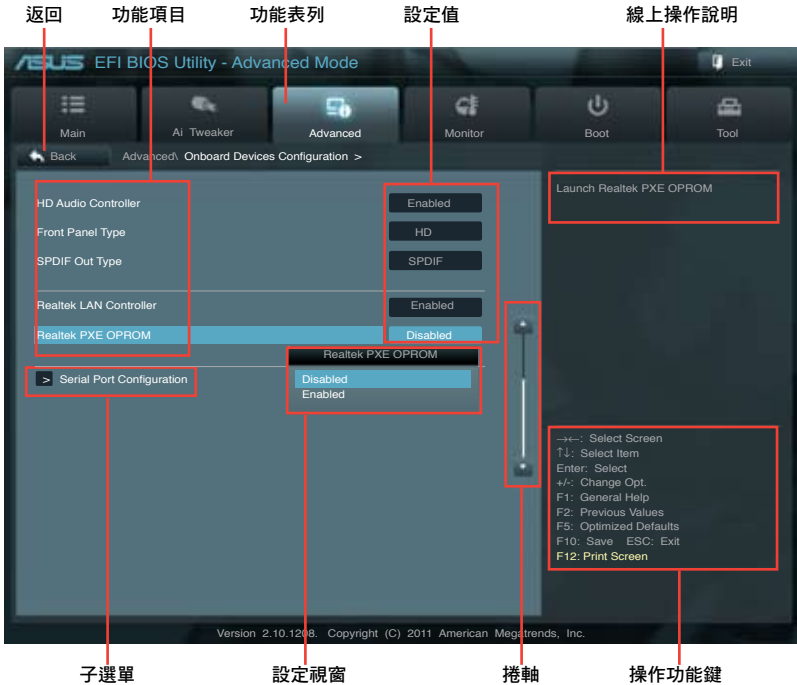 返回 功能項目 功能表列 設定值 線上操作說明
ASUS EFI BIOS Utility - Advanced Mode Exit
Main Ai Tweaker Advanced Monitor Boot Tool
Back Advanced\ Onboard Devices Configuration >
Launch Realtek PXE OPROM
HD Audio Controller Enabled
Front Panel Type HD
SPDIF Out Type SPDIF
Realtek LAN Controller Enabled
Realtek PXE OPROM Disabled
Realtek PXE OPROM
Disabled
Enabled
> Serial Port Configuration
→←: Select Screen
↑↓: Select Item
Enter: Select
+/-: Change Opt.
F1: General Help
F2: Previous Values
F5: Optimized Defaults
F10: Save ESC: Exit
F12: Print Screen
Version 2.10.1208. Copyright (C) 2011 American Megatrends, Inc.
子選單 設定視窗 捲軸 操作功能鍵